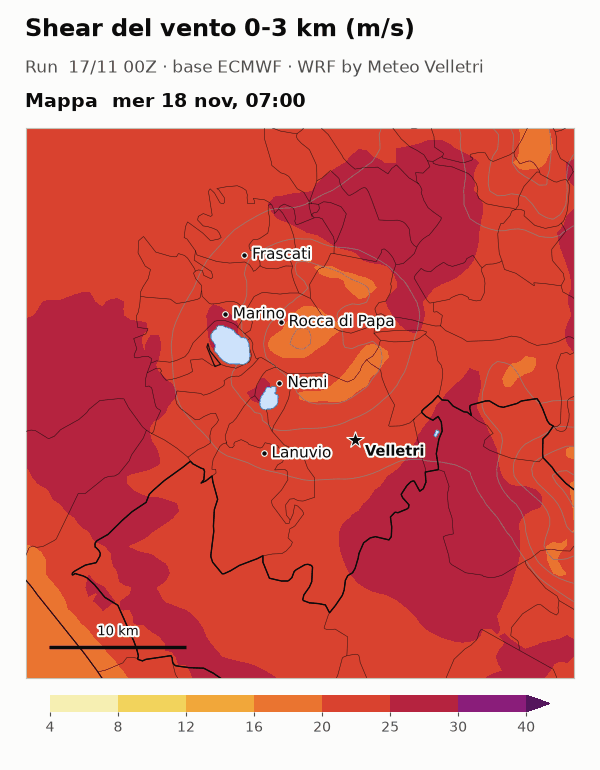 Shear del vento 0-3 km (m/s)
Run  17/11 00Z · base ECMWF · WRF by Meteo Velletri
Mappa  mer 18 nov, 07:00
Frascati
Marino
Rocca di Papa
Nemi
Velletri
Lanuvio
10 km
4 8 12 16 20 25 30 40